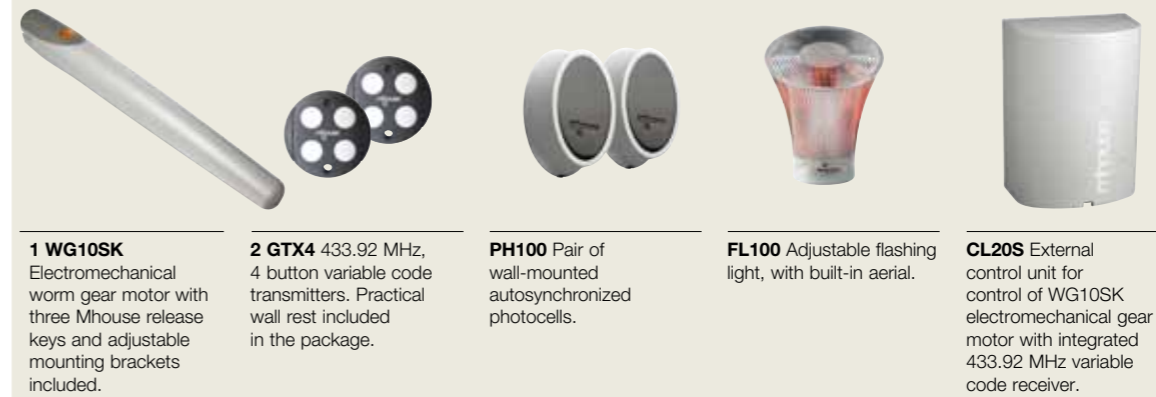 1 WG10SK
Electromechanical
worm gear motor with
three Mhouse release
keys and adjustable
mounting brackets
included.
2 GTX4 433.92 MHz,
4 button variable code
transmitters. Practical
wall rest included
in the package.
PH100 Pair of
wall-mounted
autosynchronized
photocells.
FL100 Adjustable flashing
light, with built-in aerial.
CL20S External
control unit for
control of WG10SK
electromechanical gear
motor with integrated
433.92 MHz variable
code receiver.